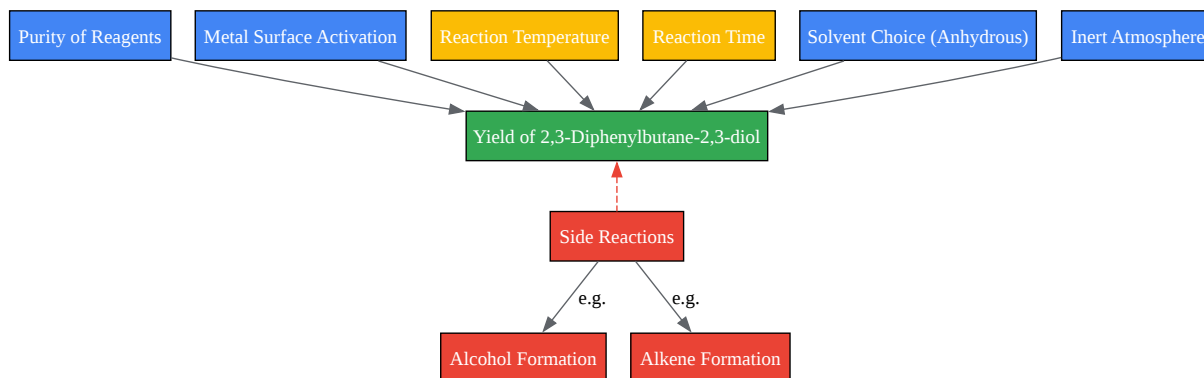 Purity of Reagents
Metal Surface Activation
Reaction Temperature
Reaction Time
Solvent Choice (Anhydrous)
Inert Atmosphere
Yield of 2,3-Diphenylbutane-2,3-diol
Side Reactions
e.g.
e.g.
Alcohol Formation
Alkene Formation